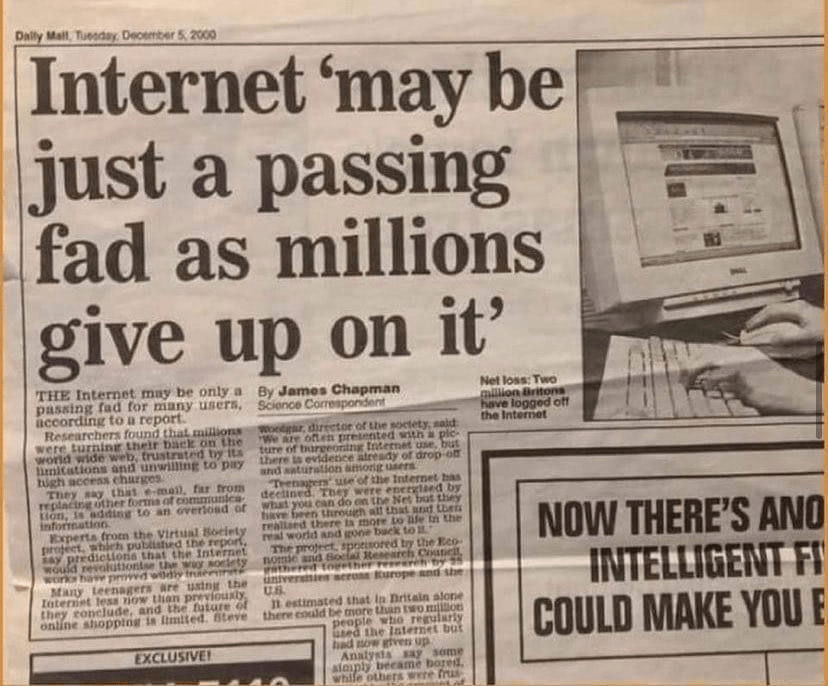 Daily Mail, Tuesday, December 5, 2000
Internet ‘may be
just a passing
fad as millions
give up on it’
THE Internet may be only a
passing fad for many users,
according to a report.
Researchers found that millions
were turning their back on the
world wide web, frustrated by its
limitations and unwilling to pay
high access charges.
They say that e-mail, far from
replacing other forms of communica-
tion, is adding to an overload of
information.
Experts from the Virtual Society
project, which published the report,
say predictions that the Internet
would revolutionise the way society
works have proved wildly inaccurate.
Many teenagers are using the
Internet less now than previously,
they conclude, and the future of
online shopping is limited. Steve
By James Chapman
Science Correspondent
Woolgar, director of the society, said:
‘We are often presented with a pic-
ture of burgeoning Internet use, but
there is evidence already of drop-off
and saturation among users.
‘Teenagers’ use of the Internet has
declined. They were energised by
what you can do on the Net but they
have been through all that and then
realised there is more to life in the
real world and gone back to it.’
The project, sponsored by the Eco-
nomic and Social Research Council,
gathered together research by 25
universities across Europe and the
U.S.
It estimated that in Britain alone
there could be more than two million
people who regularly
used the Internet but
had now given up.
Analysts say some
simply became bored,
while others were frus-
Net loss: Two
million Britons
have logged off
the Internet
DELL
NOW THERE’S ANO
INTELLIGENT FI
COULD MAKE YOU
EXCLUSIVE!